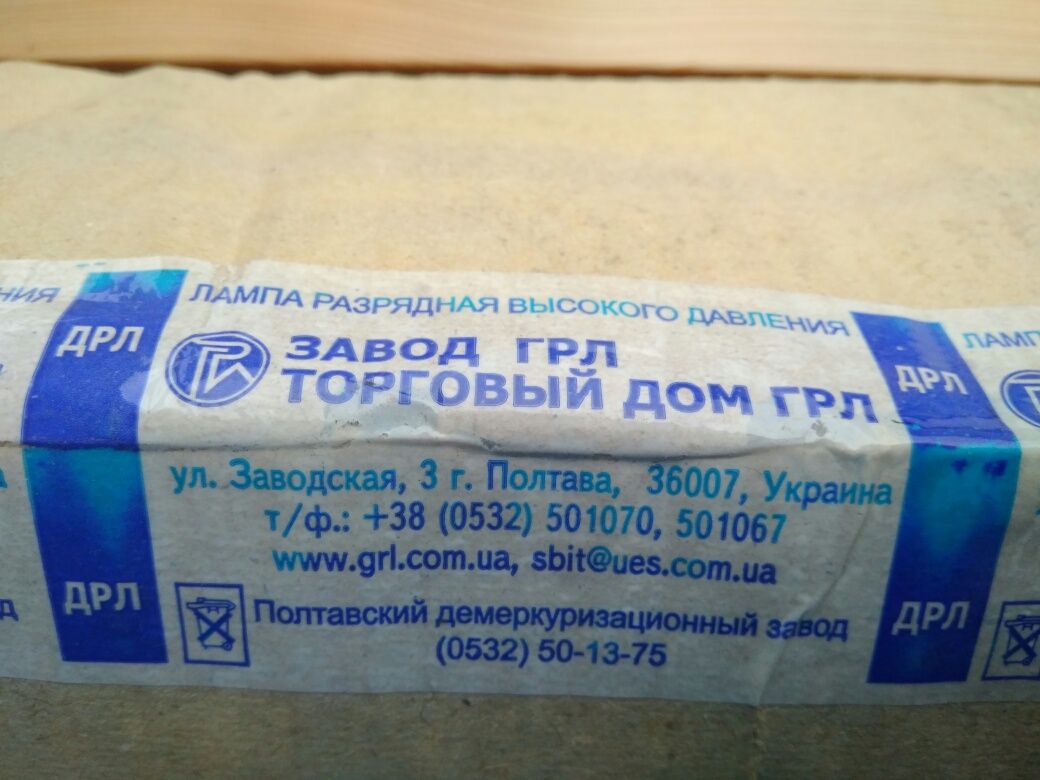 ЛАМПА РАЗРЯДНАЯ ВЫСОКОГО ДАВЛЕНИЯ
ДРЛ
ЗАВОД ГРЛ
ДРЛ
ТОРГОВЫЙ ДОМ ГРЛ
ул. Заводская, 3 г. Полтава, 36007, Украина
т/ф.: +38 (0532) 501070, 501067
www.grl.com.ua, sbit@ues.com.ua
ДРЛ
Полтавский демеркуризационный завод
ДРЛ
(0532) 50-13-75